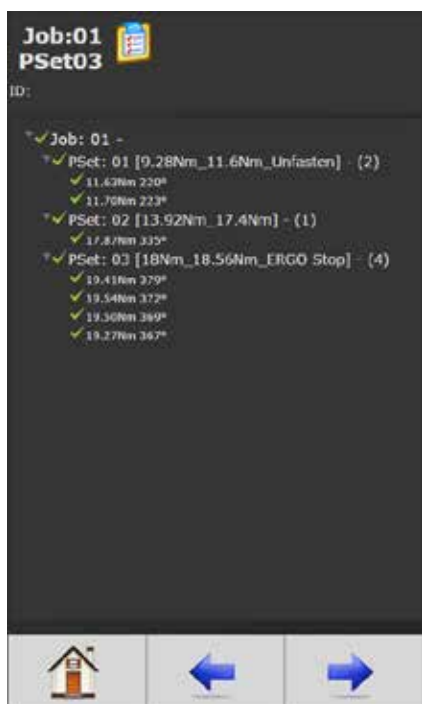 Job:01
PSet03
ID:
Job: 01 -
PSet: 01 [9.28Nm_11.6Nm_Unfasten] - (2)
11.63Nm 220°
11.70Nm 223°
PSet: 02 [13.92Nm_17.4Nm] - (1)
17.87Nm 335°
PSet: 03 [18Nm_18.56Nm_ERGO Stop] - (4)
19.41Nm 379°
19.54Nm 372°
19.50Nm 369°
19.27Nm 367°